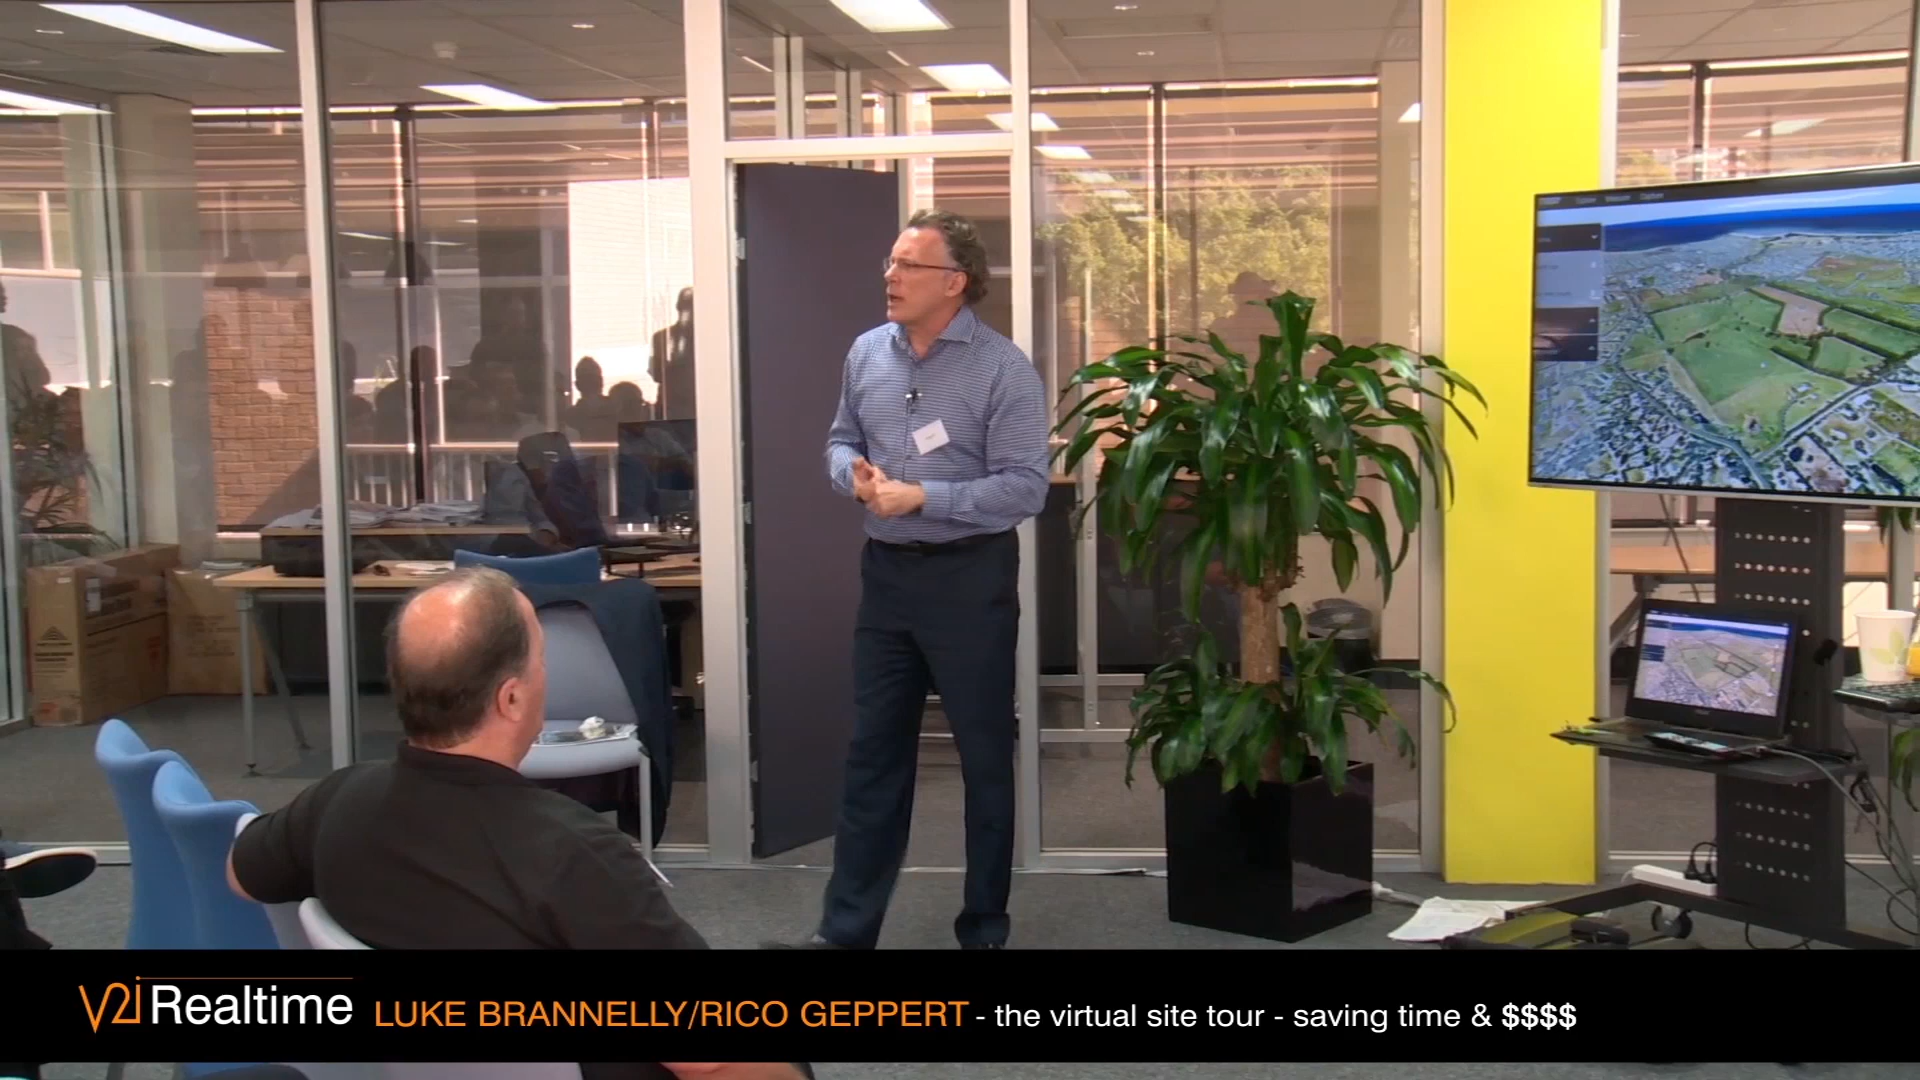 V2i Realtime LUKE BRANNELLY/RICO GEPPERT - the virtual site tour - saving time & $$$$